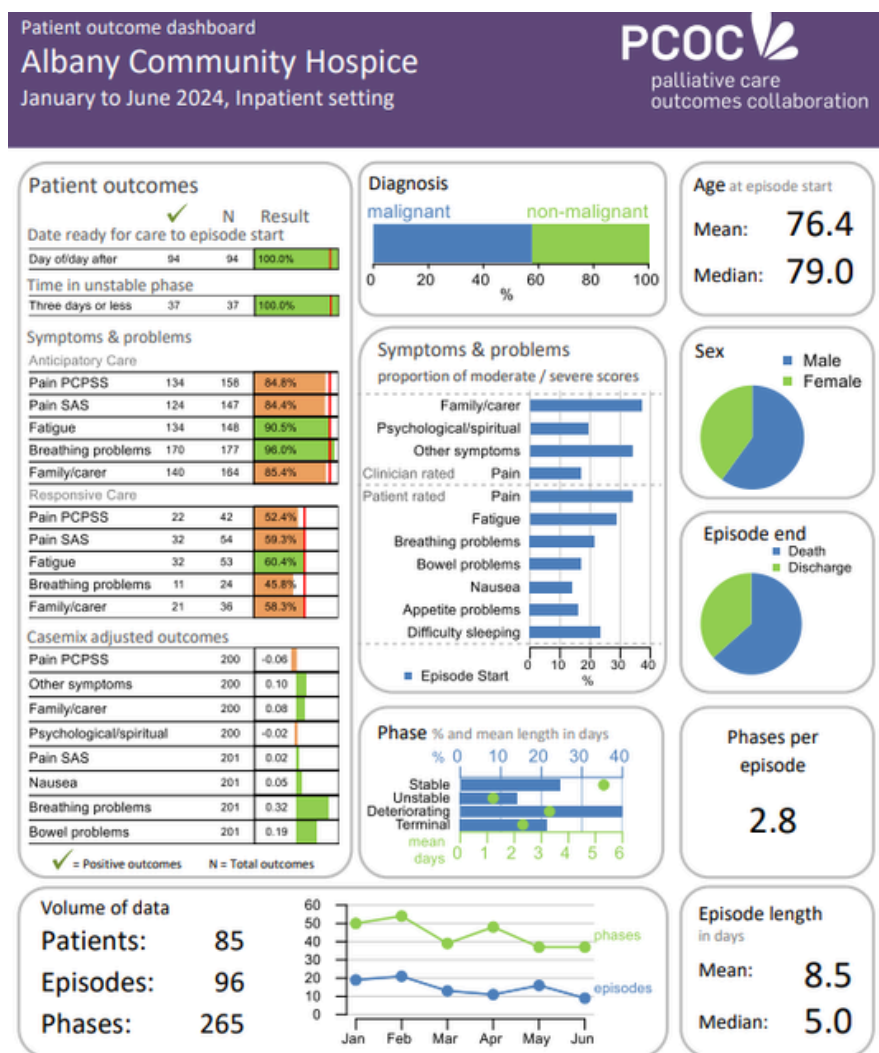 Patient outcome dashboard
Albany Community Hospice
January to June 2024, Inpatient setting
PCOC
palliative care
outcomes collaboration
Patient outcomes
✓ N Result
Date ready for care to episode start
Day of/day after 94 94 100.0%
Time in unstable phase
Three days or less 37 37 100.0%
Symptoms & problems
Anticipatory Care
Pain PCPSS 134 158 84.8%
Pain SAS 124 147 84.4%
Fatigue 134 148 90.5%
Breathing problems 170 177 96.0%
Family/carer 140 164 85.4%
Responsive Care
Pain PCPSS 22 42 52.4%
Pain SAS 32 54 59.3%
Fatigue 32 53 60.4%
Breathing problems 11 24 45.8%
Family/carer 21 36 58.3%
Casemix adjusted outcomes
Pain PCPSS 200 -0.06
Other symptoms 200 0.10
Family/carer 200 0.08
Psychological/spiritual 200 -0.02
Pain SAS 201 0.02
Nausea 201 0.05
Breathing problems 201 0.32
Bowel problems 201 0.19
✓ = Positive outcomes N = Total outcomes
Diagnosis
malignant non-malignant
0 20 40 60 80 100
%
Symptoms & problems
proportion of moderate / severe scores
Family/carer
Psychological/spiritual
Other symptoms
Clinician rated Pain
Patient rated Pain
Fatigue
Breathing problems
Bowel problems
Nausea
Appetite problems
Difficulty sleeping
0 10 20 30 40
Episode Start %
Phase % and mean length in days
% 0 10 20 30 40
Stable
Unstable
Deteriorating
Terminal
mean
days 0 1 2 3 4 5 6
Age at episode start
Mean: 76.4
Median: 79.0
Sex
Male
Female
Episode end
Death
Discharge
Phases per
episode
2.8
Volume of data
Patients: 85
Episodes: 96
Phases: 265
60
50
40
30
20
10
0
phases
episodes
Jan Feb Mar Apr May Jun
Episode length
in days
Mean: 8.5
Median: 5.0